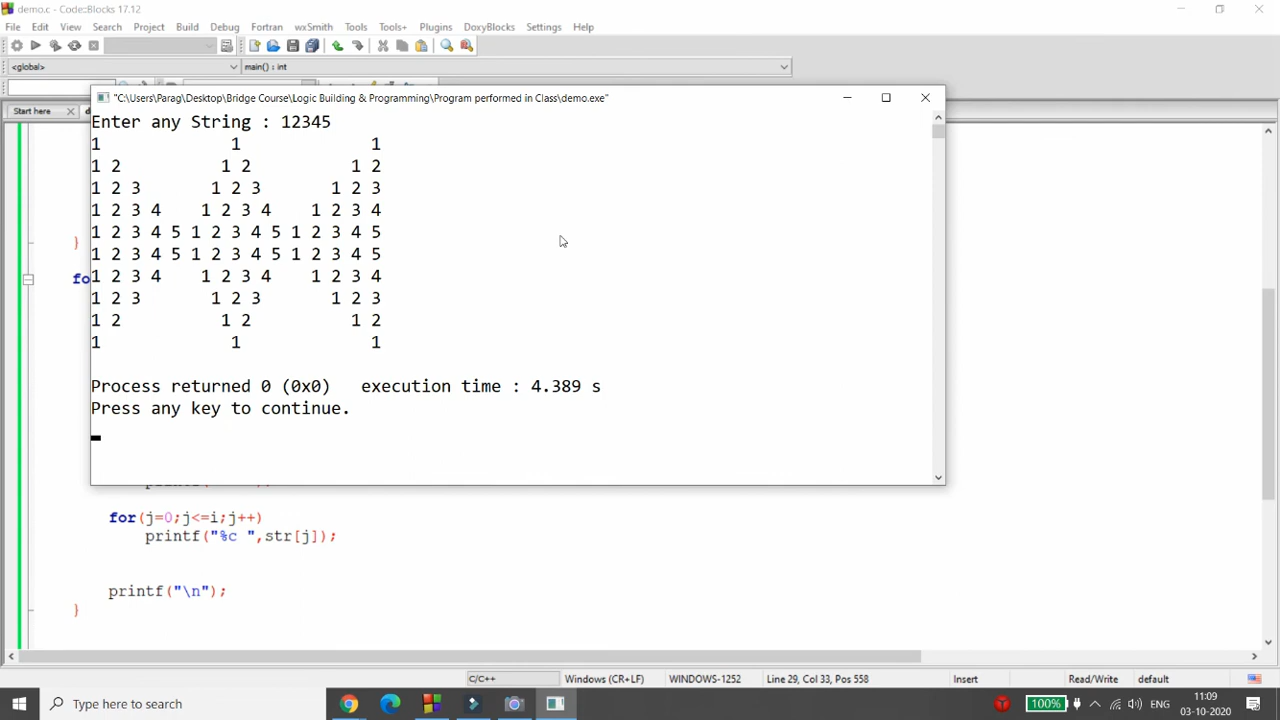 demo.c - Code::Blocks 17.12
File Edit View Search Project Build Debug Fortran wxSmith Tools Tools+ Plugins DoxyBlocks Settings Help
<global> main() : int
"C:\Users\Parag\Desktop\Bridge Course\Logic Building & Programming\Program performed in Class\demo.exe"
Start here
Enter any String : 12345
1 1 1
1 2 1 2 1 2
1 2 3 1 2 3 1 2 3
1 2 3 4 1 2 3 4 1 2 3 4
1 2 3 4 5 1 2 3 4 5 1 2 3 4 5
}
1 2 3 4 5 1 2 3 4 5 1 2 3 4 5
fo
1 2 3 4 1 2 3 4 1 2 3 4
1 2 3 1 2 3 1 2 3
1 2 1 2 1 2
1 1 1
Process returned 0 (0x0) execution time : 4.389 s
Press any key to continue.
for(j=0;j<=i;j++)
printf("%c ",str[j]);
printf("\n");
}
C/C++ Windows (CR+LF) WINDOWS-1252 Line 29, Col 33, Pos 558 Insert Read/Write default
Type here to search
100% ENG 11:09
03-10-2020